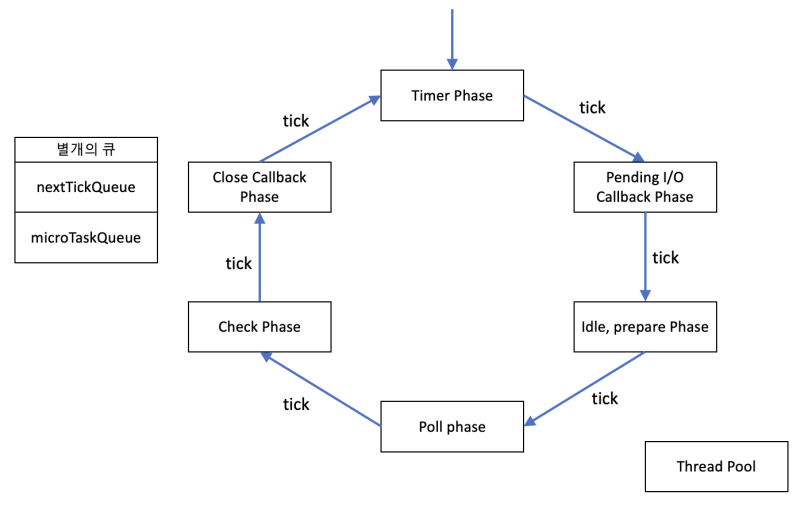 Timer Phase
tick
tick
별개의 큐
nextTickQueue
microTaskQueue
Close Callback
Phase
Pending I/O
Callback Phase
tick
tick
Check Phase
Idle, prepare Phase
tick
tick
Poll phase
Thread Pool